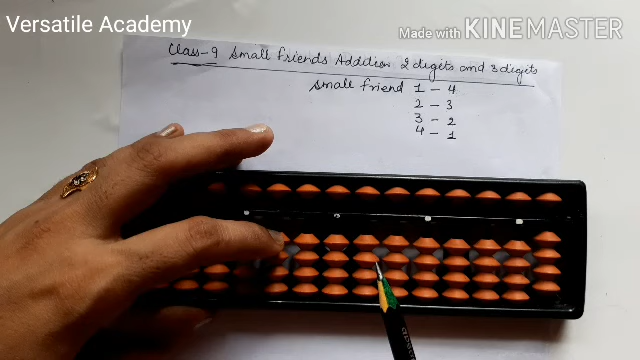 Versatile Academy
Made with KINEMASTER
Class-9 Small Friends Addition 2 digits and 3 digits
Small friend 1 - 4
2 - 3
3 - 2
4 - 1